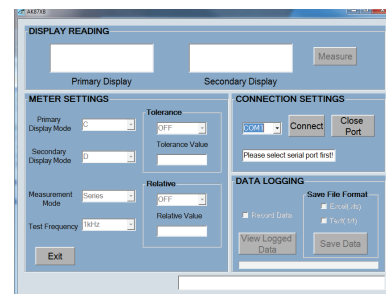 AK87XB
DISPLAY READING
Measure
Primary Display
Secondary Display
METER SETTINGS
Primary
Display Mode
C
Secondary
Display Mode
D
Measurement
Mode
Series
Test Frequency
1kHz
Exit
Tolerance
OFF
Tolerance Value
Relative
OFF
Relative Value
CONNECTION SETTINGS
COM1
Connect
Close
Port
Please select serial port first!
DATA LOGGING
Record Data
Save File Format
Excel(.xls)
Text(.txt)
View Logged
Data
Save Data